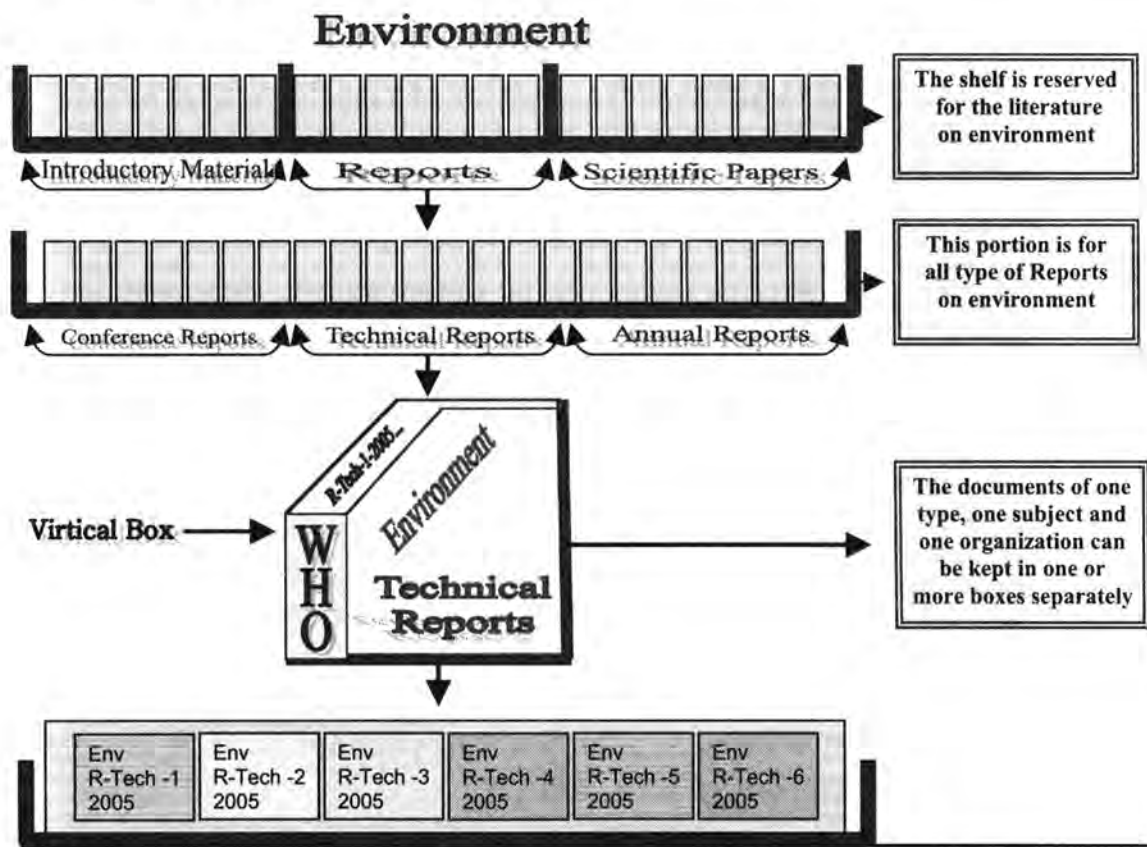 Environment
The shelf is reserved
for the literature
on environment
Introductory Materials
Reports
Scientific Papers
This portion is for
all type of Reports
on environment
Conference Reports
Technical Reports
Annual Reports
R-Tech-1-2005...
Environment
WHO
Technical
Reports
Virtical Box
The documents of one
type, one subject and
one organization can
be kept in one or
more boxes separately
Env
R-Tech -1
2005
Env
R-Tech -2
2005
Env
R-Tech -3
2005
Env
R-Tech -4
2005
Env
R-Tech -5
2005
Env
R-Tech -6
2005